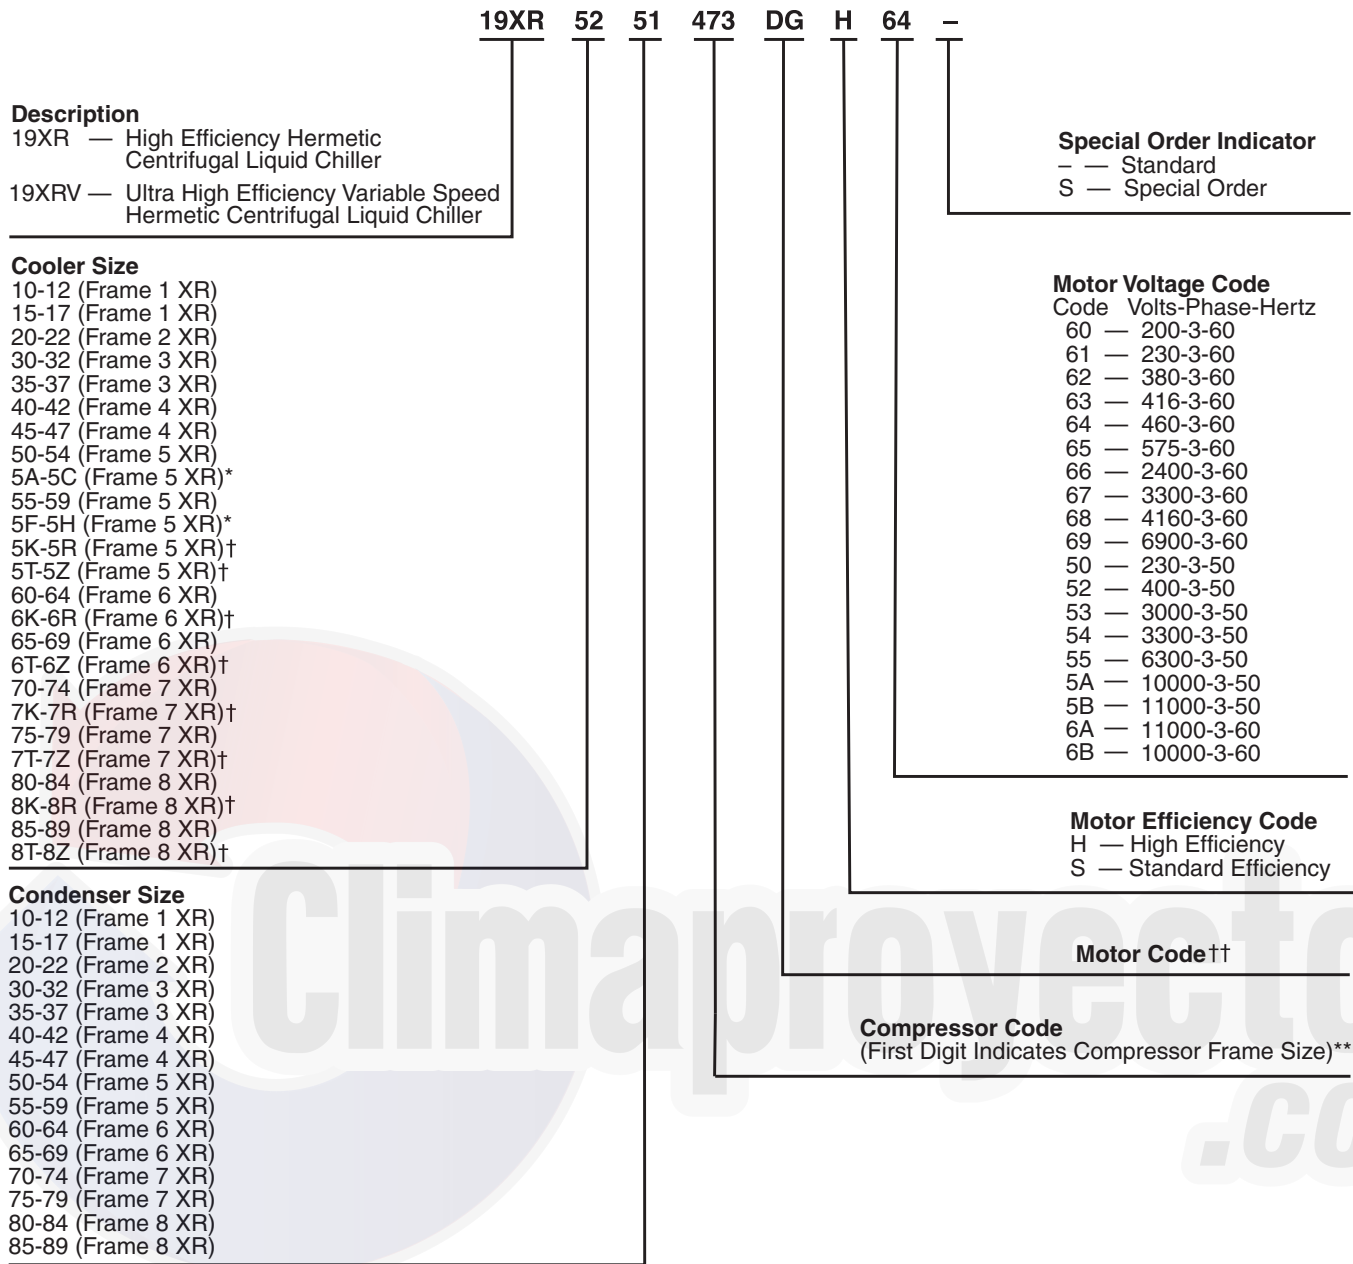 19XR 52 51 473 DG H 64 –
Description
19XR — High Efficiency Hermetic
Centrifugal Liquid Chiller
19XRV — Ultra High Efficiency Variable Speed
Hermetic Centrifugal Liquid Chiller
Cooler Size
10-12 (Frame 1 XR)
15-17 (Frame 1 XR)
20-22 (Frame 2 XR)
30-32 (Frame 3 XR)
35-37 (Frame 3 XR)
40-42 (Frame 4 XR)
45-47 (Frame 4 XR)
50-54 (Frame 5 XR)
5A-5C (Frame 5 XR)*
55-59 (Frame 5 XR)
5F-5H (Frame 5 XR)*
5K-5R (Frame 5 XR)†
5T-5Z (Frame 5 XR)†
60-64 (Frame 6 XR)
6K-6R (Frame 6 XR)†
65-69 (Frame 6 XR)
6T-6Z (Frame 6 XR)†
70-74 (Frame 7 XR)
7K-7R (Frame 7 XR)†
75-79 (Frame 7 XR)
7T-7Z (Frame 7 XR)†
80-84 (Frame 8 XR)
8K-8R (Frame 8 XR)†
85-89 (Frame 8 XR)
8T-8Z (Frame 8 XR)†
Condenser Size
10-12 (Frame 1 XR)
15-17 (Frame 1 XR)
20-22 (Frame 2 XR)
30-32 (Frame 3 XR)
35-37 (Frame 3 XR)
40-42 (Frame 4 XR)
45-47 (Frame 4 XR)
50-54 (Frame 5 XR)
55-59 (Frame 5 XR)
60-64 (Frame 6 XR)
65-69 (Frame 6 XR)
70-74 (Frame 7 XR)
75-79 (Frame 7 XR)
80-84 (Frame 8 XR)
85-89 (Frame 8 XR)
Special Order Indicator
– — Standard
S — Special Order
Motor Voltage Code
Code Volts-Phase-Hertz
60 — 200-3-60
61 — 230-3-60
62 — 380-3-60
63 — 416-3-60
64 — 460-3-60
65 — 575-3-60
66 — 2400-3-60
67 — 3300-3-60
68 — 4160-3-60
69 — 6900-3-60
50 — 230-3-50
52 — 400-3-50
53 — 3000-3-50
54 — 3300-3-50
55 — 6300-3-50
5A — 10000-3-50
5B — 11000-3-50
6A — 11000-3-60
6B — 10000-3-60
Motor Efficiency Code
H — High Efficiency
S — Standard Efficiency
Motor Code††
Compressor Code
(First Digit Indicates Compressor Frame Size)**
Climaproyecto
.co